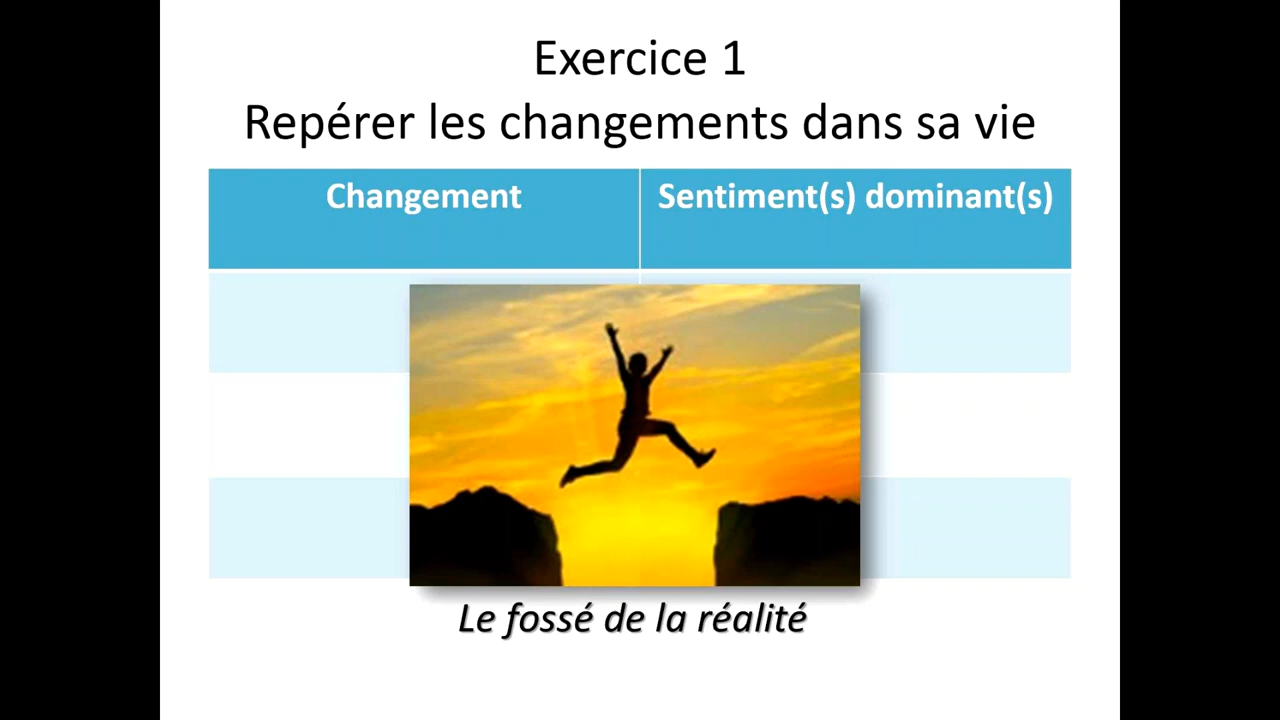 Exercice 1
Repérer les changements dans sa vie
Changement
Sentiment(s) dominant(s)
Le fossé de la réalité